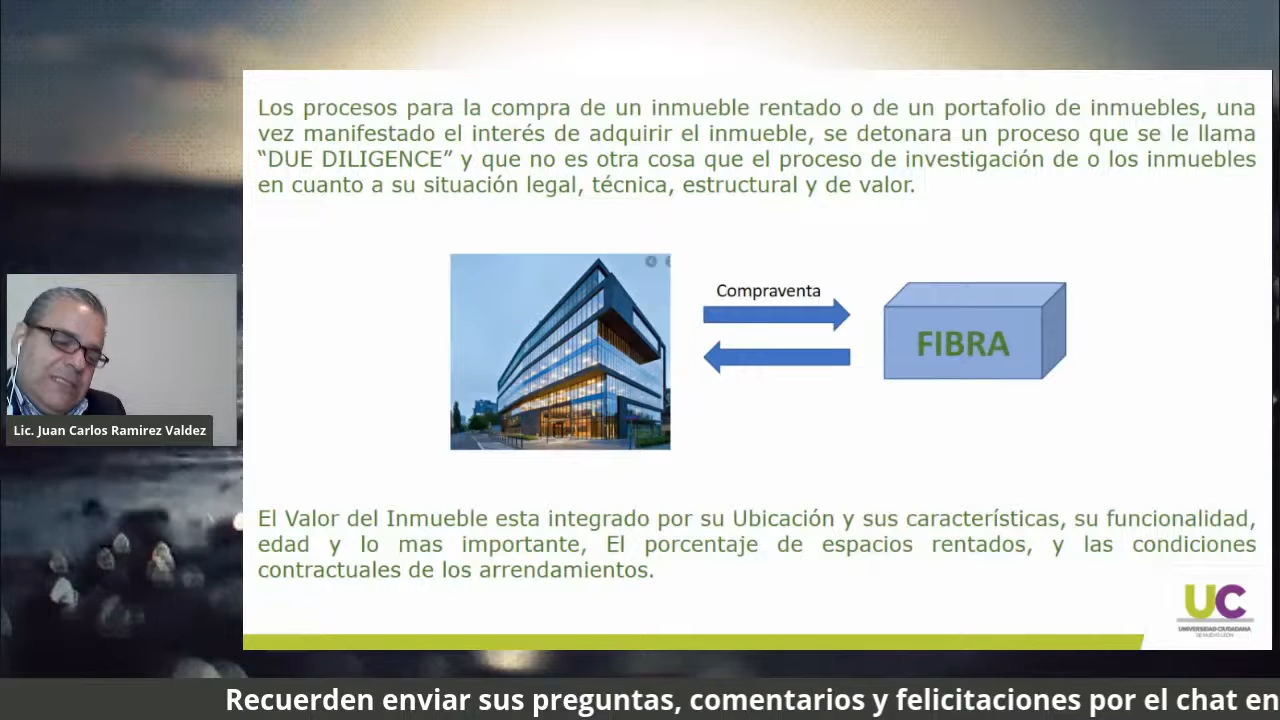 Los procesos para la compra de un inmueble rentado o de un portafolio de inmuebles, una
vez manifestado el interés de adquirir el inmueble, se detonara un proceso que se le llama
“DUE DILIGENCE” y que no es otra cosa que el proceso de investigación de o los inmuebles
en cuanto a su situación legal, técnica, estructural y de valor.
Compraventa
FIBRA
Lic. Juan Carlos Ramirez Valdez
El Valor del Inmueble esta integrado por su Ubicación y sus características, su funcionalidad,
edad y lo mas importante, El porcentaje de espacios rentados, y las condiciones
contractuales de los arrendamientos.
UC
UNIVERSIDAD CIUDADANA
DE NUEVO LEÓN
Recuerden enviar sus preguntas, comentarios y felicitaciones por el chat en